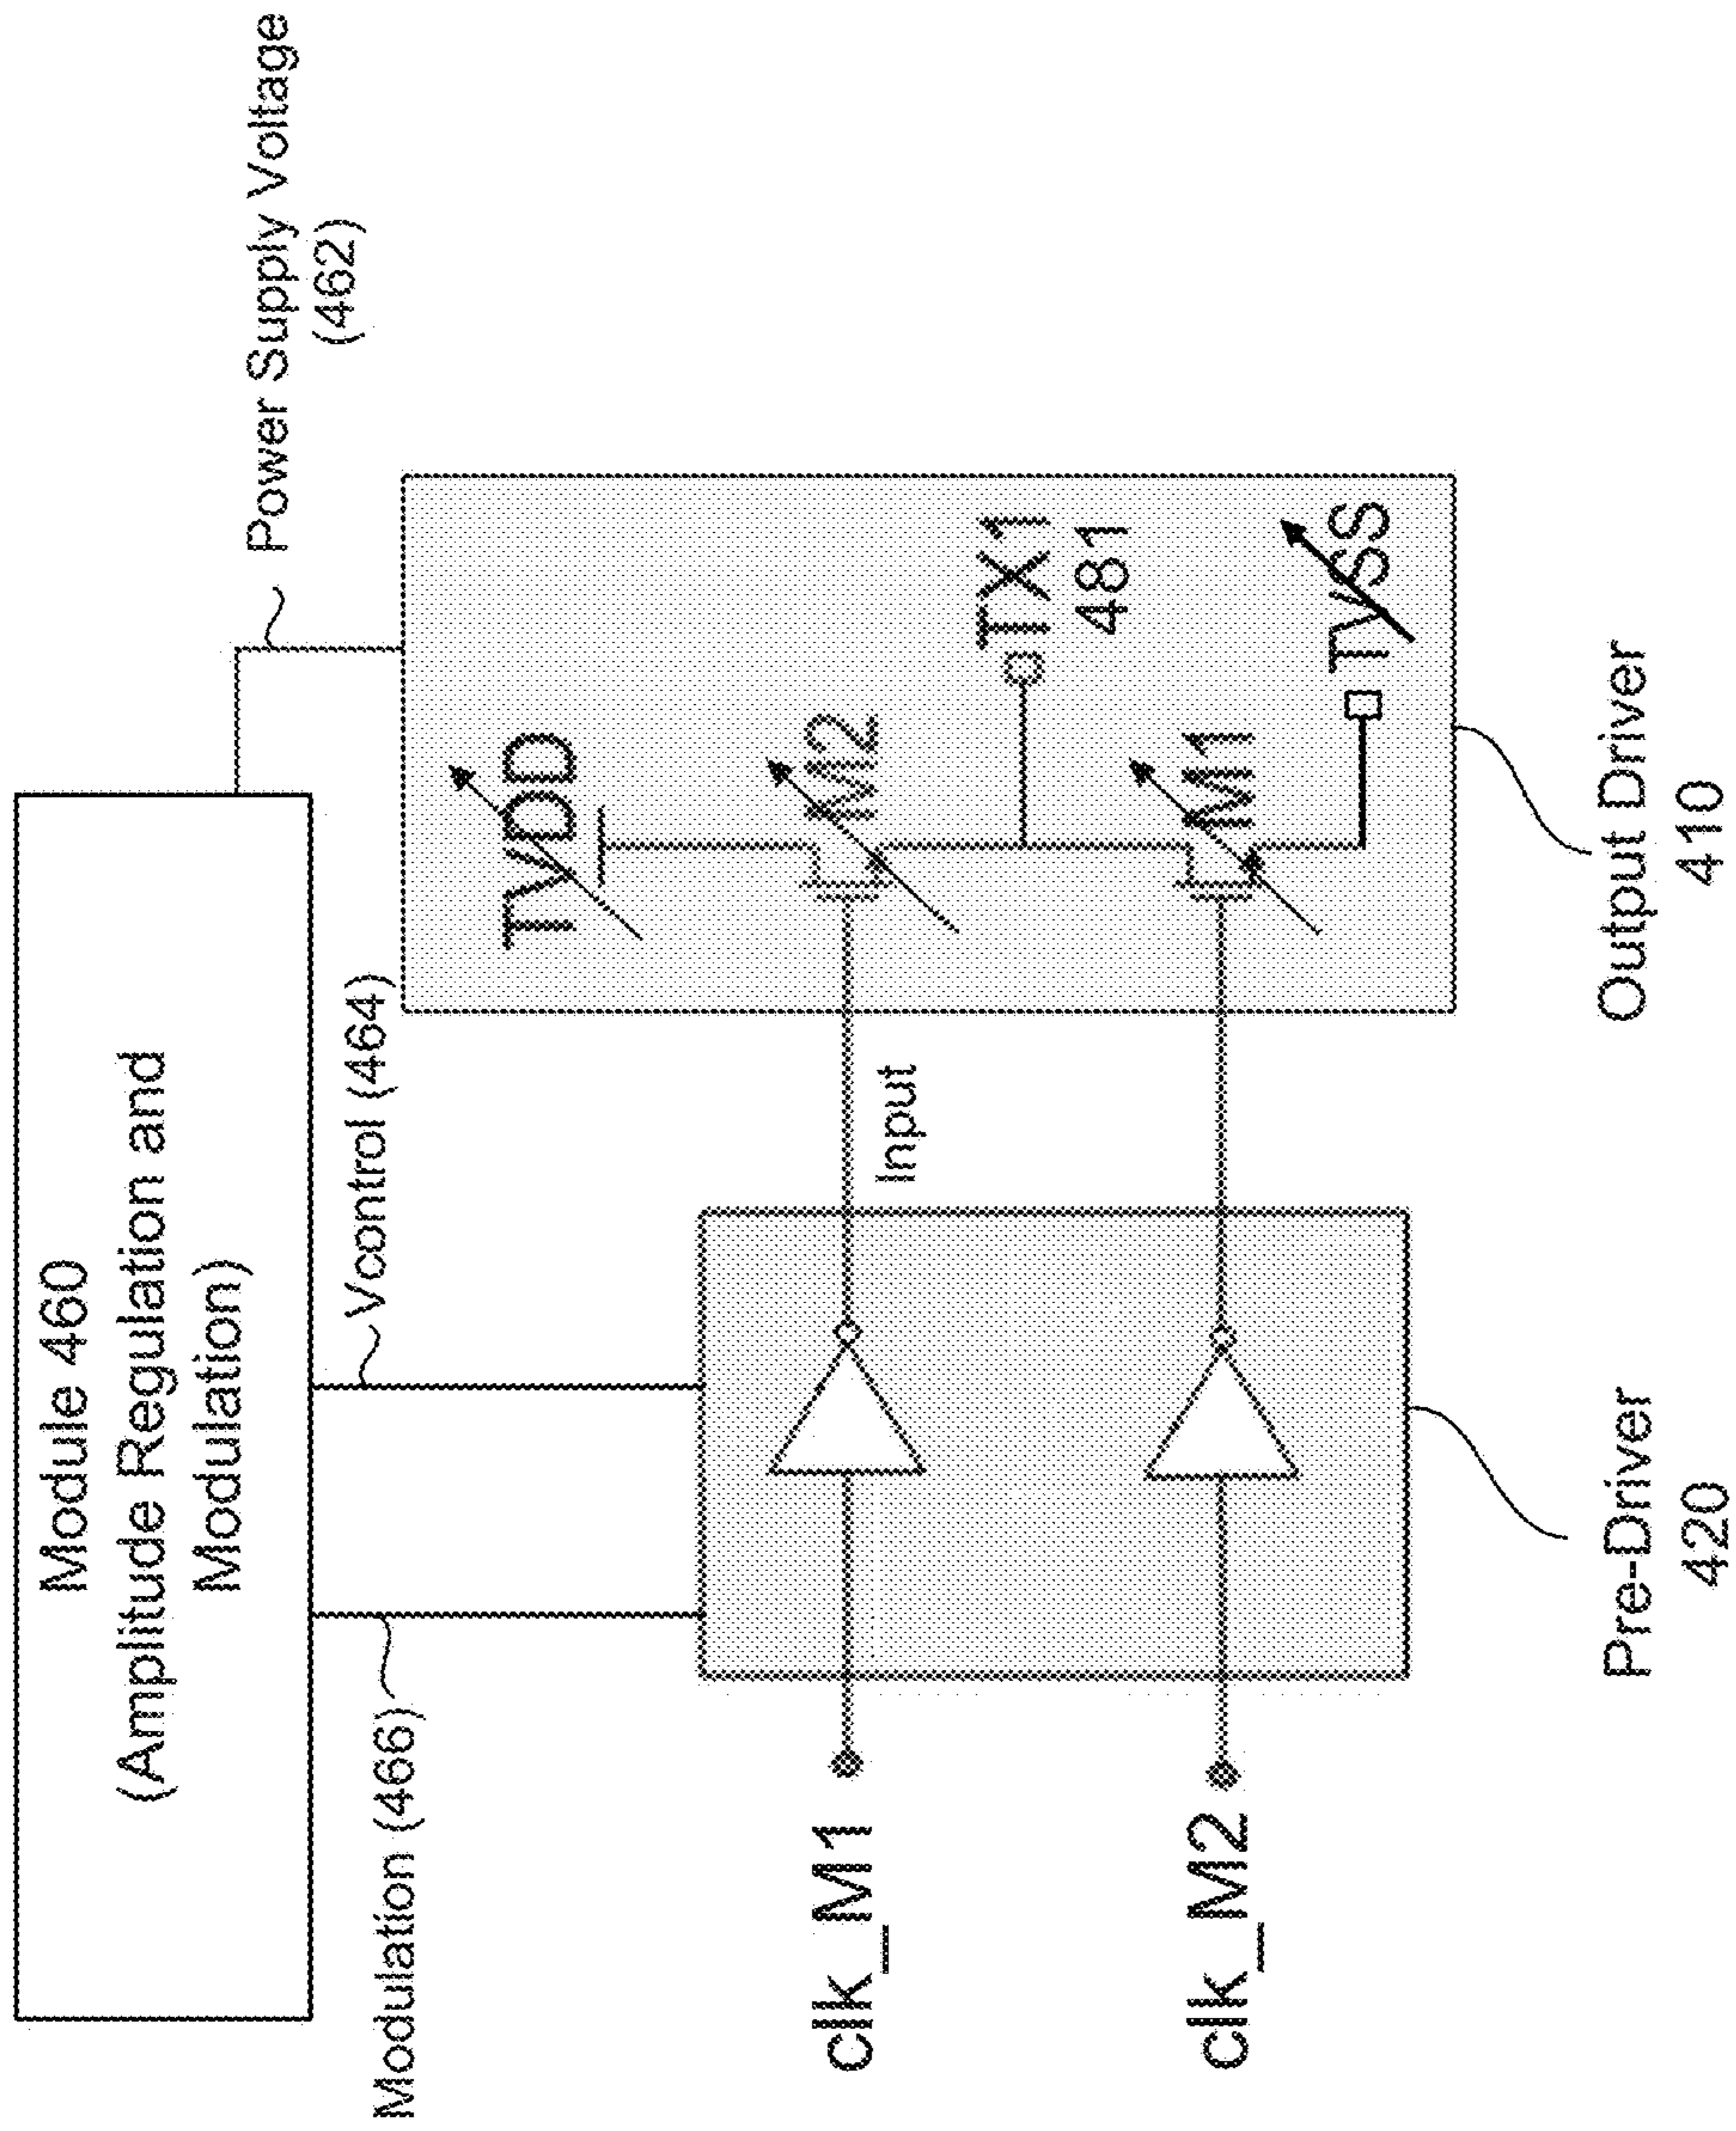 Module 460
(Amplitude Regulation and
Modulation)
Power Supply Voltage
(462)
Modulation (466)
Vcontrol (464)
TVDD
M2
Input
TX1
481
M1
TVSS
clk_M1
clk_M2
Pre-Driver
420
Output Driver
410